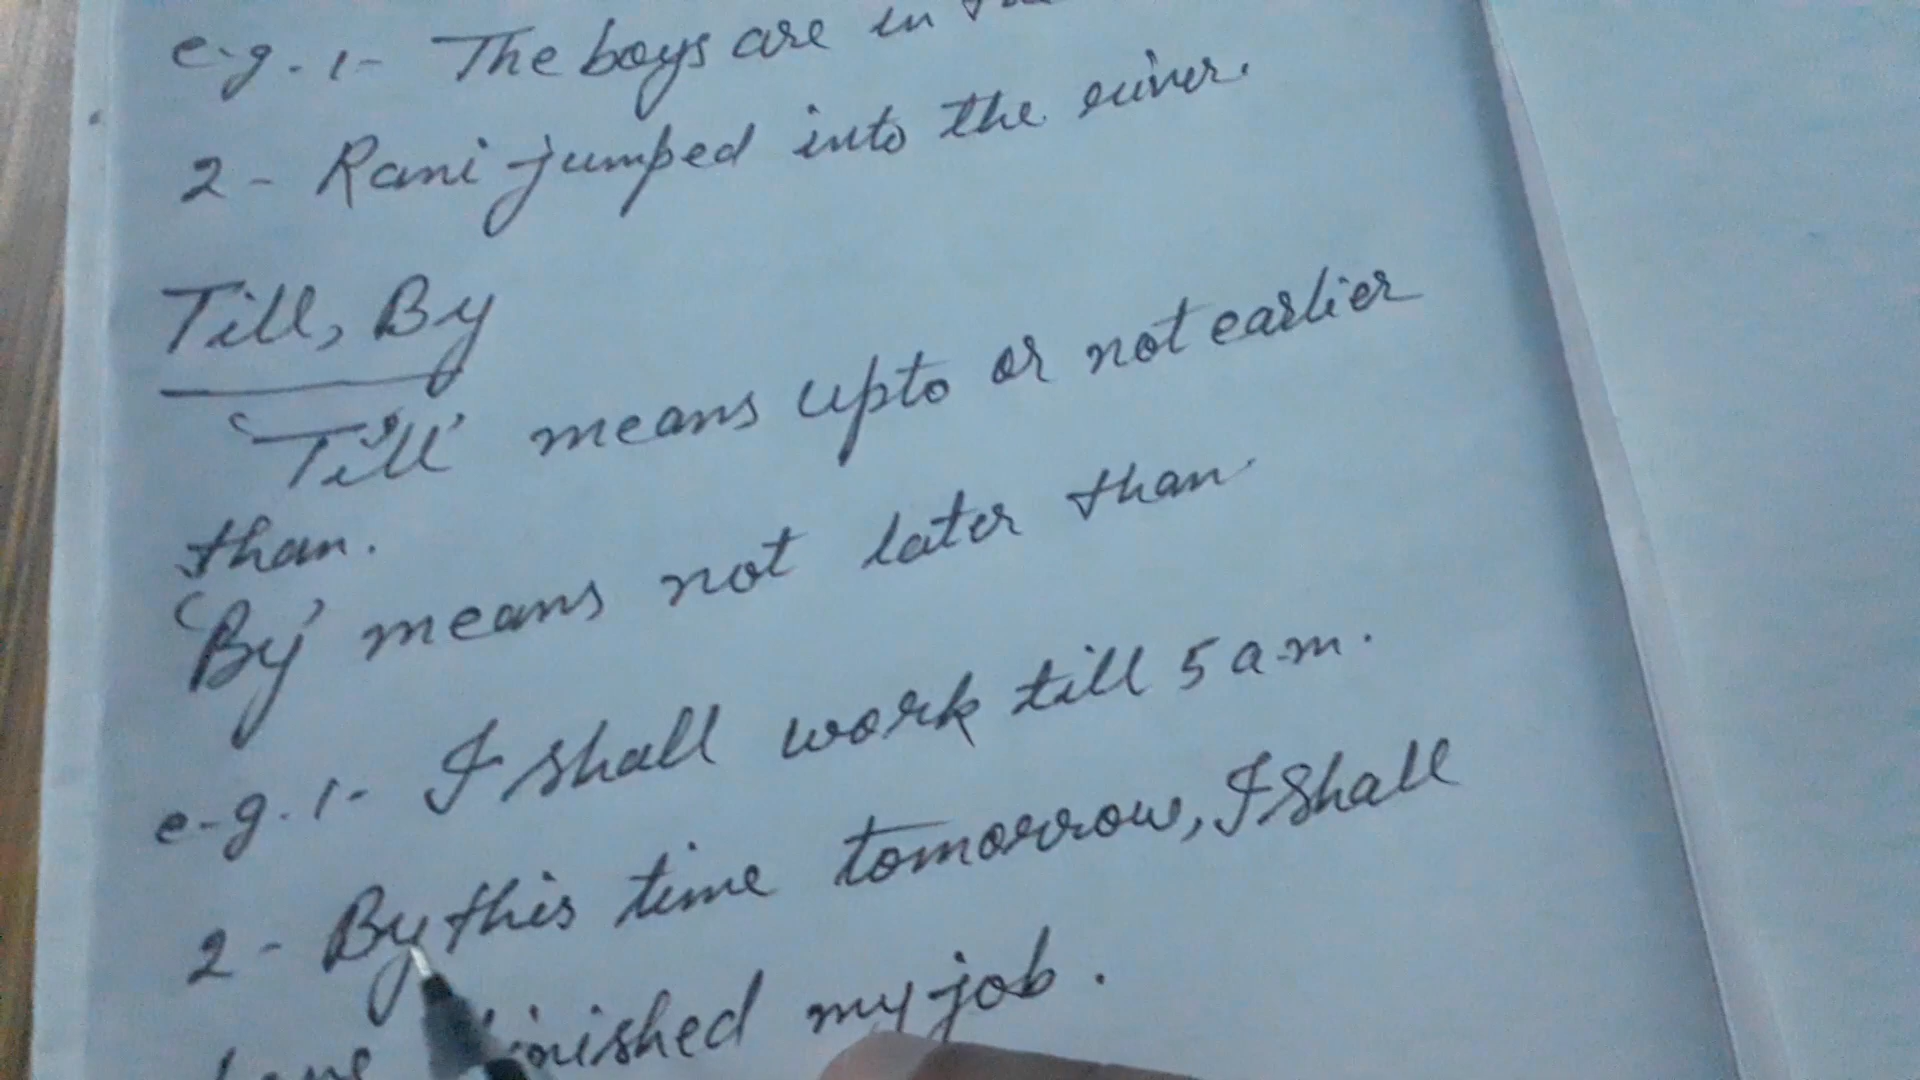 e.g. 1- The boys are in
2- Rani jumped into the river.
Till, By
'Till' means upto or not earlier
than.
'By' means not later than
e.g. 1- I shall work till 5 a.m.
2- By this time tomorrow, I shall
have finished my job.